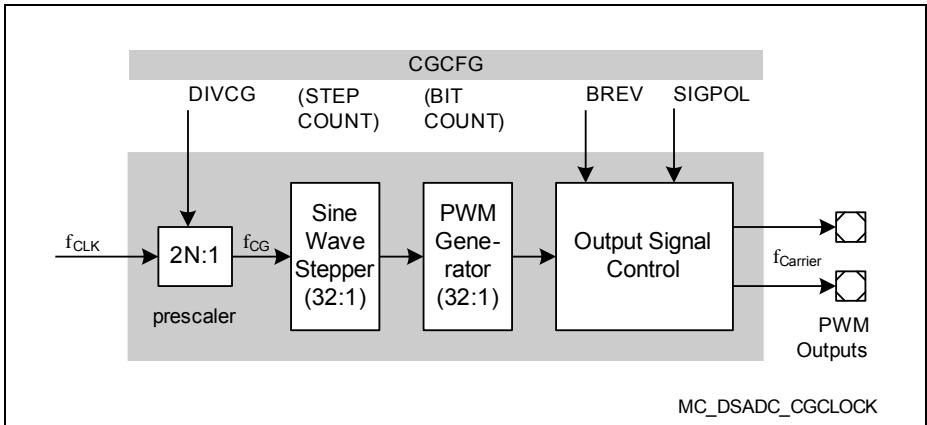 CGCFG
DIVCG
(STEP
COUNT)
(BIT
COUNT)
BREV
SIGPOL
fCLK
2N:1
prescaler
fCG
Sine
Wave
Stepper
(32:1)
PWM
Gene-
rator
(32:1)
Output Signal
Control
fCarrier
PWM
Outputs
MC_DSADC_CGCLOCK